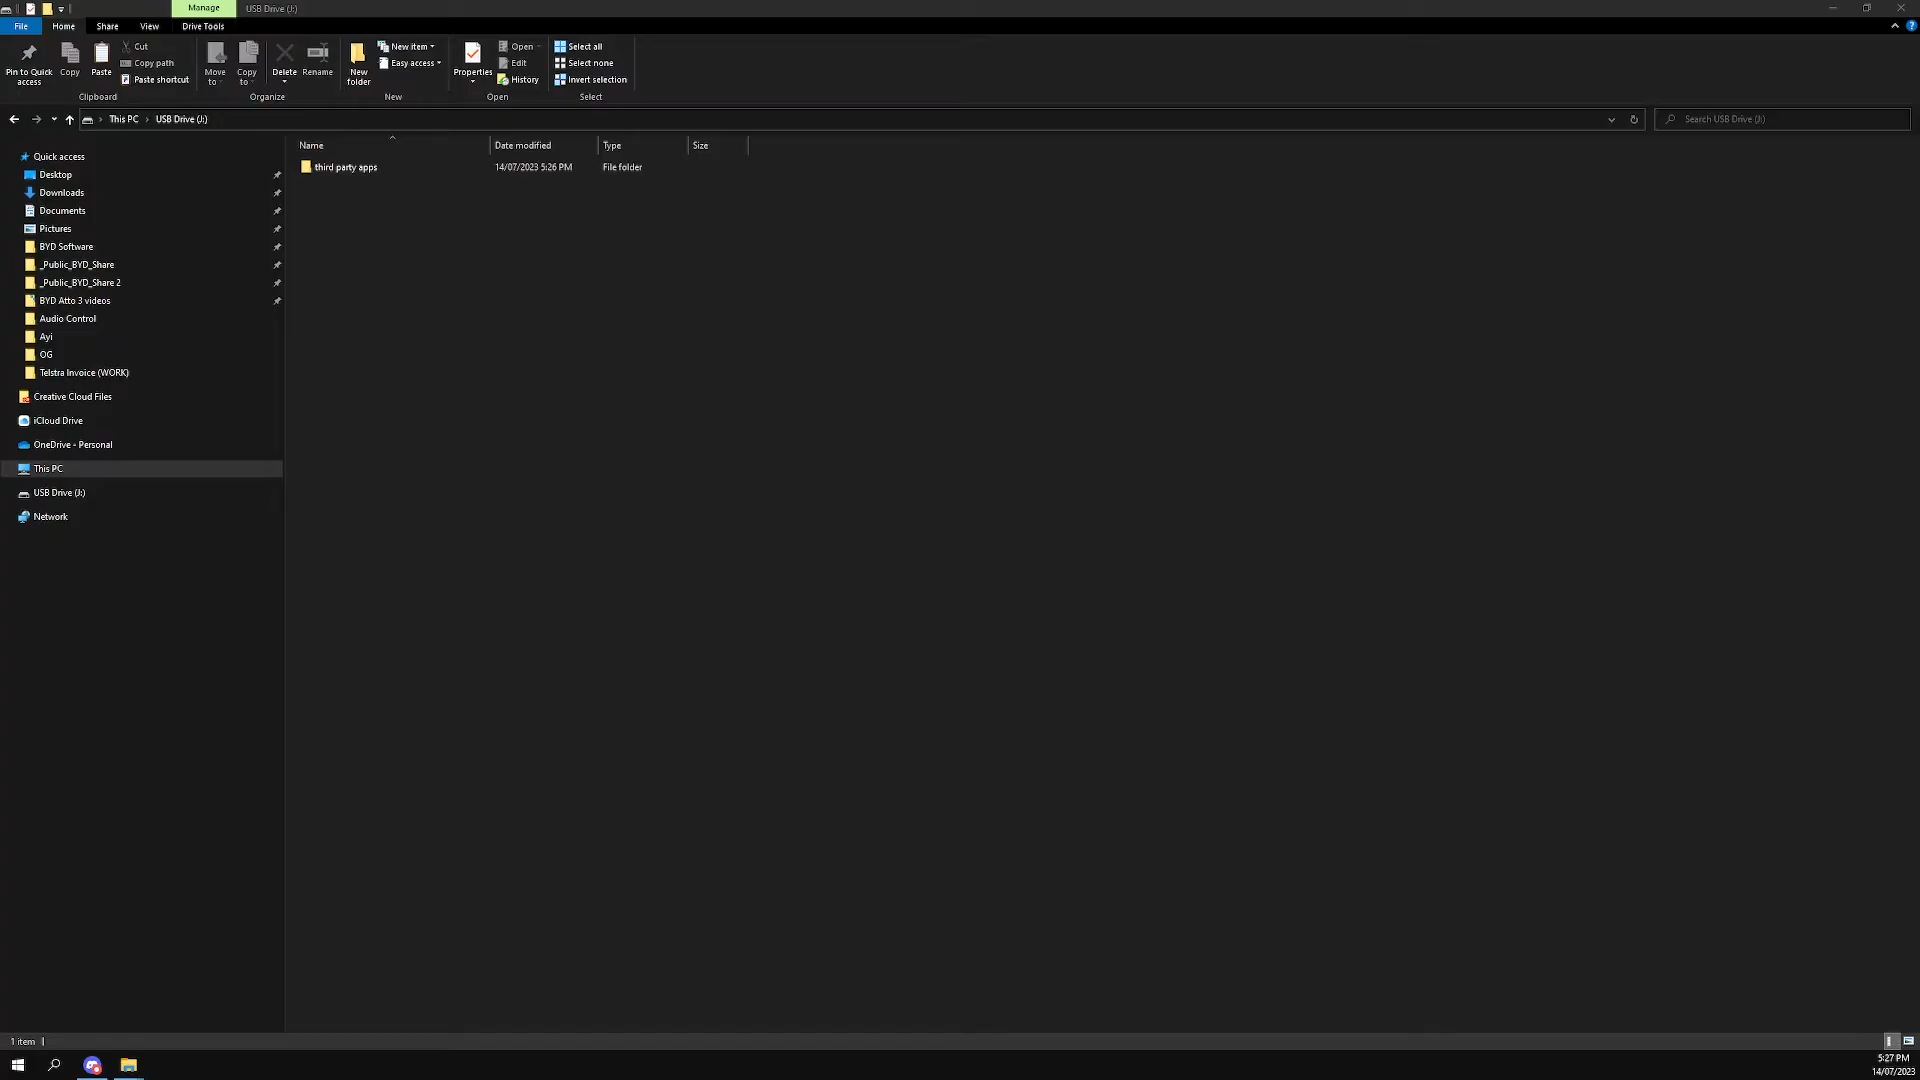 Manage USB Drive (J:)
File Home Share View Drive Tools
Pin to Quick access
Copy
Paste
Cut
Copy path
Paste shortcut
Clipboard
Move to
Copy to
Delete
Rename
Organize
New folder
New item
Easy access
New
Properties
Open
Edit
History
Open
Select all
Select none
Invert selection
Select
This PC › USB Drive (J:)
Search USB Drive (J:)
Name Date modified Type Size
third party apps 14/07/2023 5:26 PM File folder
Quick access
Desktop
Downloads
Documents
Pictures
BYD Software
_Public_BYD_Share
_Public_BYD_Share 2
BYD Atto 3 videos
Audio Control
Ayi
OG
Telstra Invoice (WORK)
Creative Cloud Files
iCloud Drive
OneDrive - Personal
This PC
USB Drive (J:)
Network
1 item
5:27 PM
14/07/2023